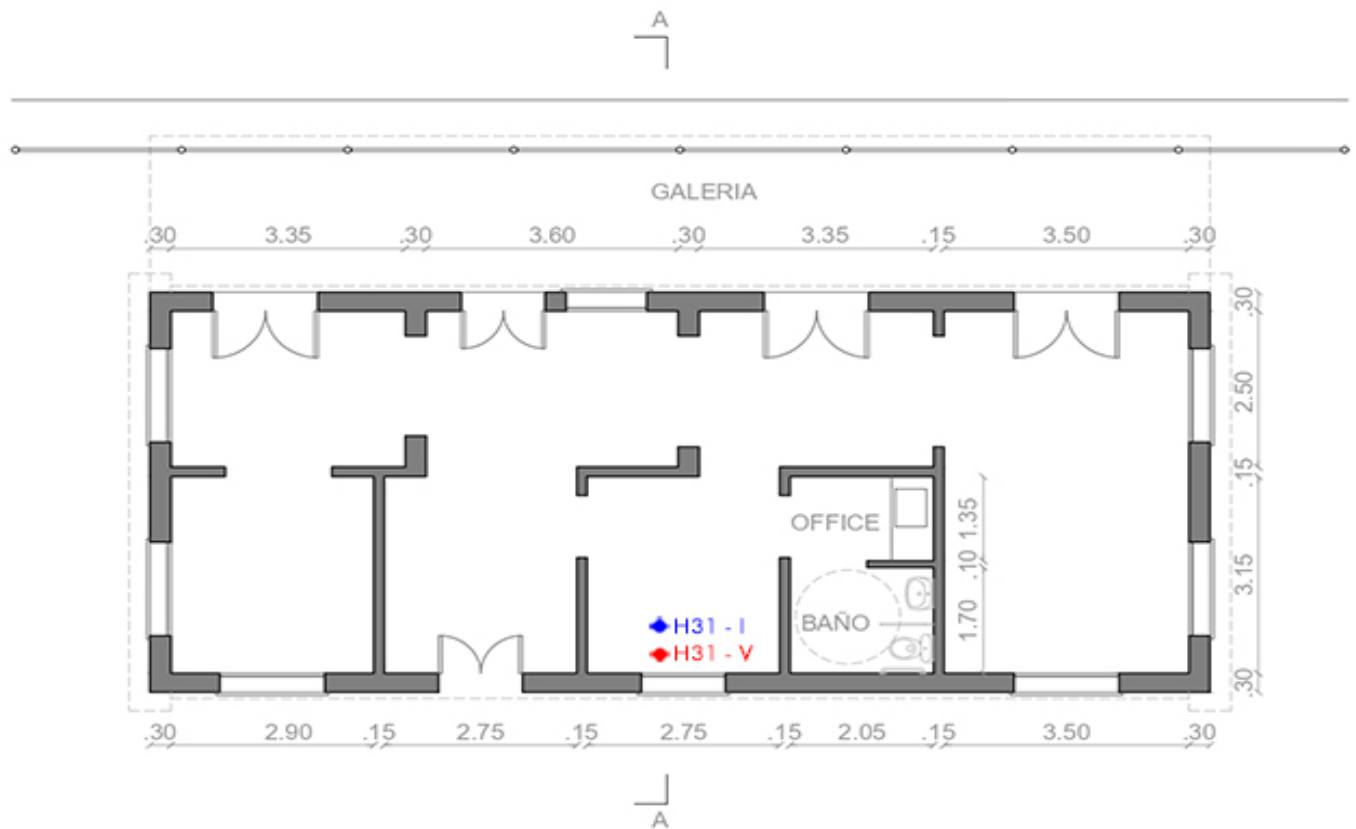 A
GALERIA
.30 3.35 .30 3.60 .30 3.35 .15 3.50 .30
.30
2.50
.15
3.15
.30
OFFICE
1.35
.10
1.70
BAÑO
H31 - I
H31 - V
.30 2.90 .15 2.75 .15 2.75 .15 2.05 .15 3.50 .30
A